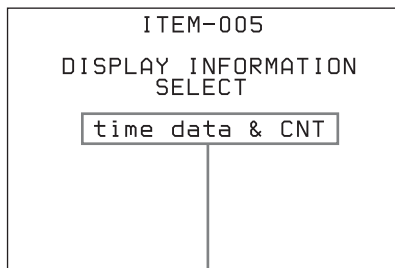 ITEM-005
DISPLAY INFORMATION
SELECT
time data & CNT